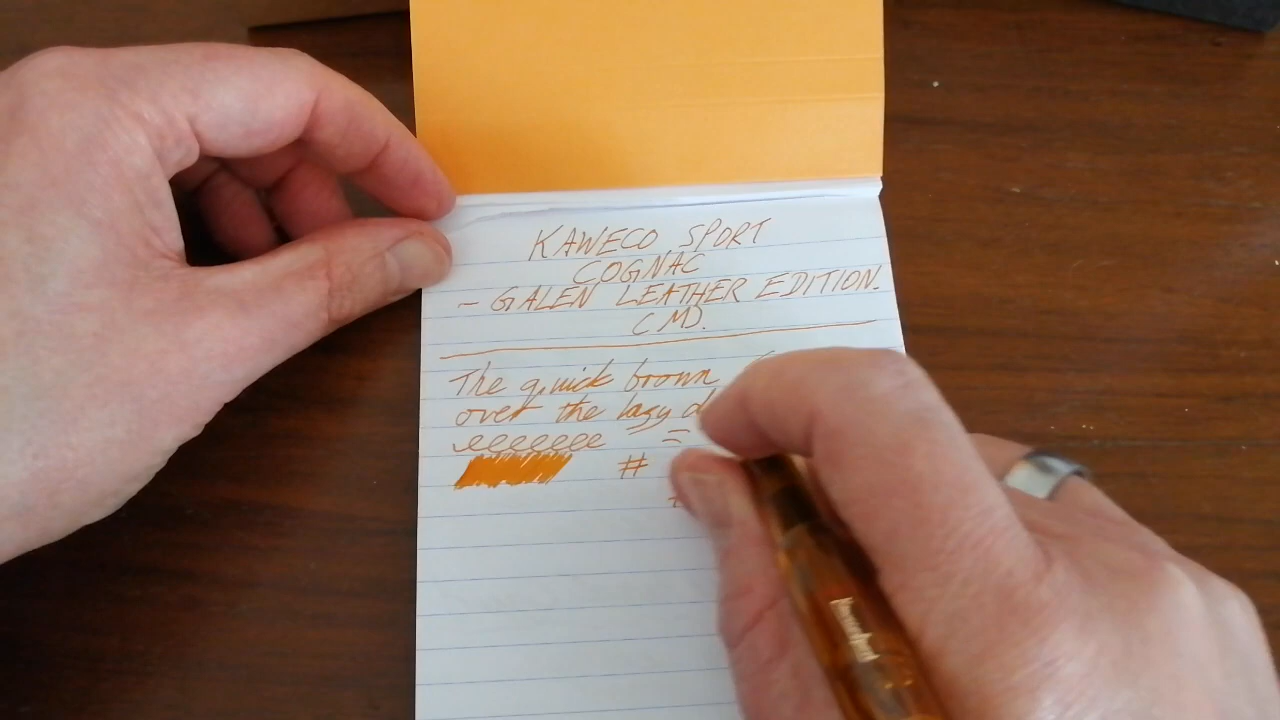 KAWECO SPORT
COGNAC
- GALEN LEATHER EDITION.
(M).
The quick brown
over the lazy d
eeeeeee =
#